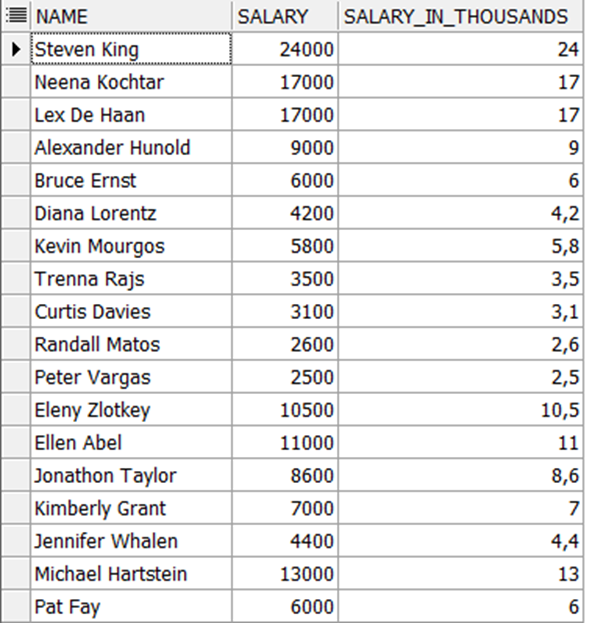 NAME SALARY SALARY_IN_THOUSANDS
Steven King 24000 24
Neena Kochtar 17000 17
Lex De Haan 17000 17
Alexander Hunold 9000 9
Bruce Ernst 6000 6
Diana Lorentz 4200 4,2
Kevin Mourgos 5800 5,8
Trenna Rajs 3500 3,5
Curtis Davies 3100 3,1
Randall Matos 2600 2,6
Peter Vargas 2500 2,5
Eleny Zlotkey 10500 10,5
Ellen Abel 11000 11
Jonathon Taylor 8600 8,6
Kimberly Grant 7000 7
Jennifer Whalen 4400 4,4
Michael Hartstein 13000 13
Pat Fay 6000 6